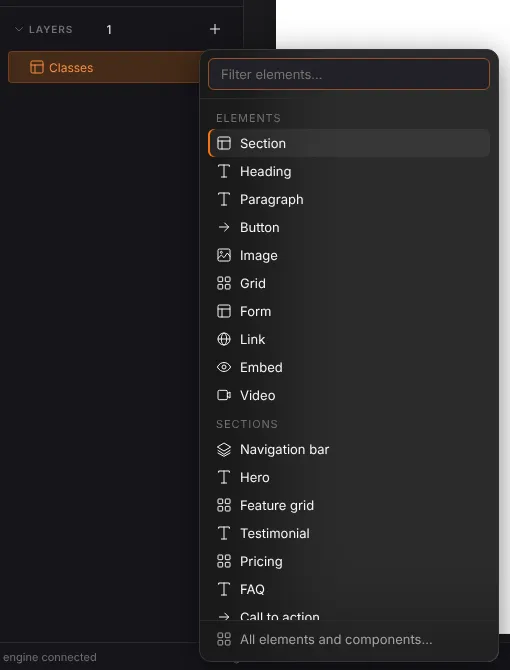 LAYERS 1 +
Classes
Filter elements...
ELEMENTS
Section
Heading
Paragraph
Button
Image
Grid
Form
Link
Embed
Video
SECTIONS
Navigation bar
Hero
Feature grid
Testimonial
Pricing
FAQ
Call to action
All elements and components...
engine connected